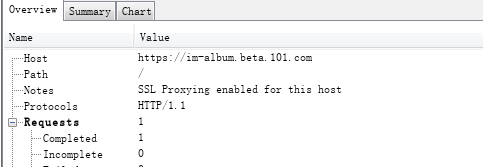 Overview Summary Chart
Name Value
Host https://im-album.beta.101.com
Path /
Notes SSL Proxying enabled for this host
Protocols HTTP/1.1
Requests 1
Completed 1
Incomplete 0